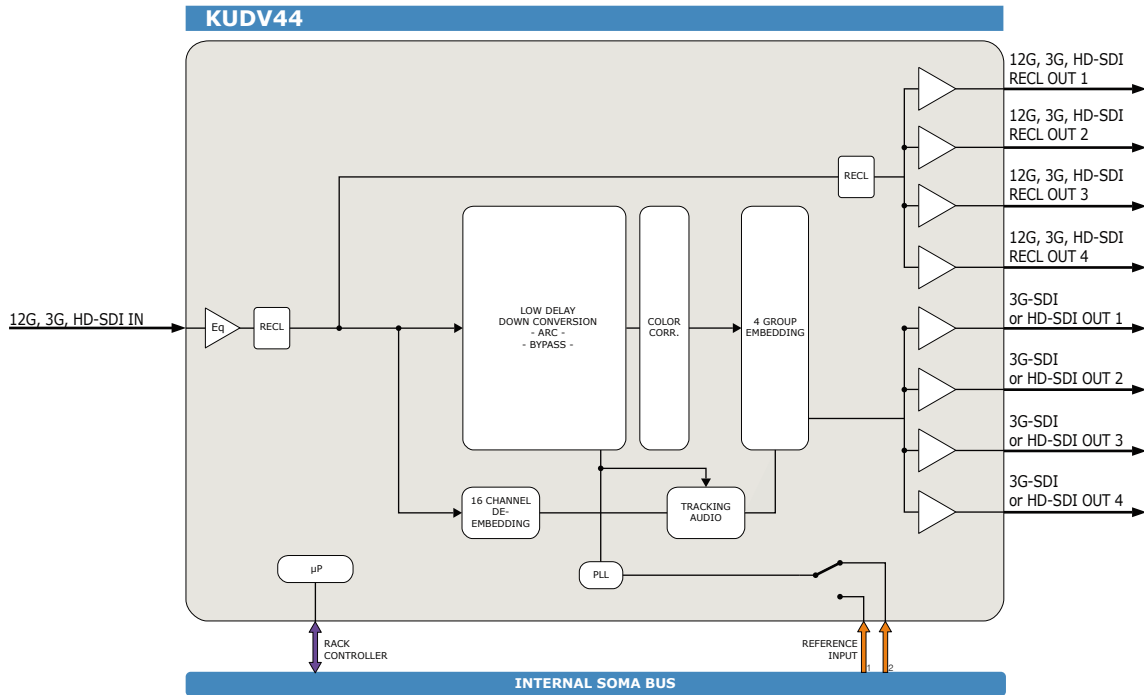 KUDV44
12G, 3G, HD-SDI
RECL OUT 1
12G, 3G, HD-SDI
RECL OUT 2
RECL
12G, 3G, HD-SDI
RECL OUT 3
12G, 3G, HD-SDI
RECL OUT 4
12G, 3G, HD-SDI IN
Eq
RECL
LOW DELAY
DOWN CONVERSION
- ARC -
- BYPASS -
COLOR
CORR.
4 GROUP
EMBEDDING
3G-SDI
or HD-SDI OUT 1
3G-SDI
or HD-SDI OUT 2
3G-SDI
or HD-SDI OUT 3
3G-SDI
or HD-SDI OUT 4
16 CHANNEL
DE-
EMBEDDING
TRACKING
AUDIO
µP
PLL
RACK
CONTROLLER
REFERENCE
INPUT
1
2
INTERNAL SOMA BUS